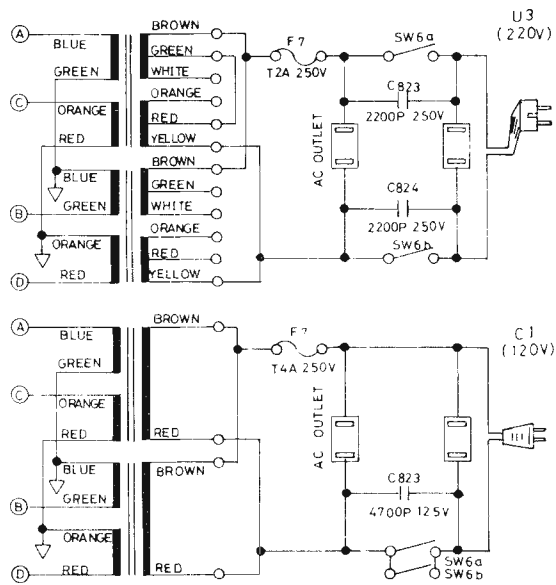 U3
(220V)
A
BLUE
GREEN
C
ORANGE
RED
BLUE
B
GREEN
ORANGE
D
RED
BROWN
GREEN
WHITE
ORANGE
RED
YELLOW
BROWN
GREEN
WHITE
ORANGE
RED
YELLOW
F7
T2A 250V
SW6a
C823
2200P 250V
AC OUTLET
C824
2200P 250V
SW6b
C1
(120V)
A
BLUE
GREEN
C
ORANGE
RED
BLUE
B
GREEN
ORANGE
D
RED
BROWN
RED
BROWN
RED
F7
T4A 250V
AC OUTLET
C823
4700P 125V
SW6a
SW6b